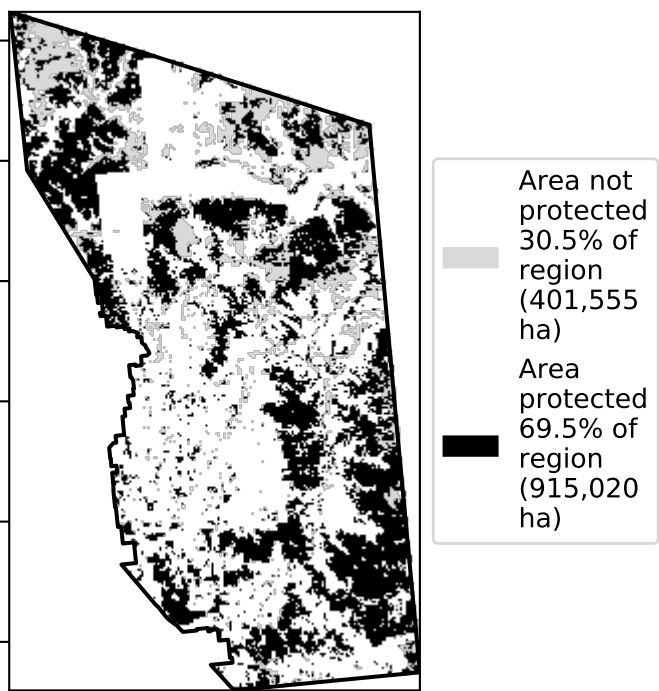 Area not
protected
30.5% of
region
(401,555
ha)
Area
protected
69.5% of
region
(915,020
ha)